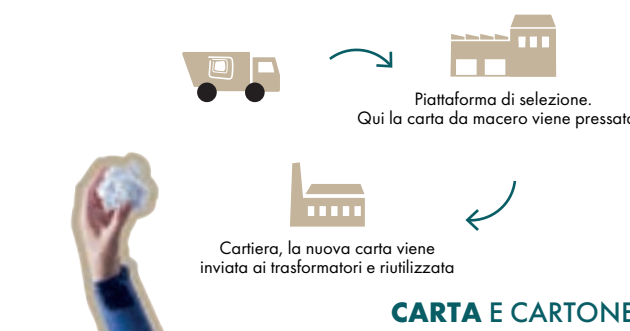 Piattaforma di selezione.
Qui la carta da macero viene pressata
Cartiera, la nuova carta viene
inviata ai trasformatori e riutilizzata
CARTA E CARTONE